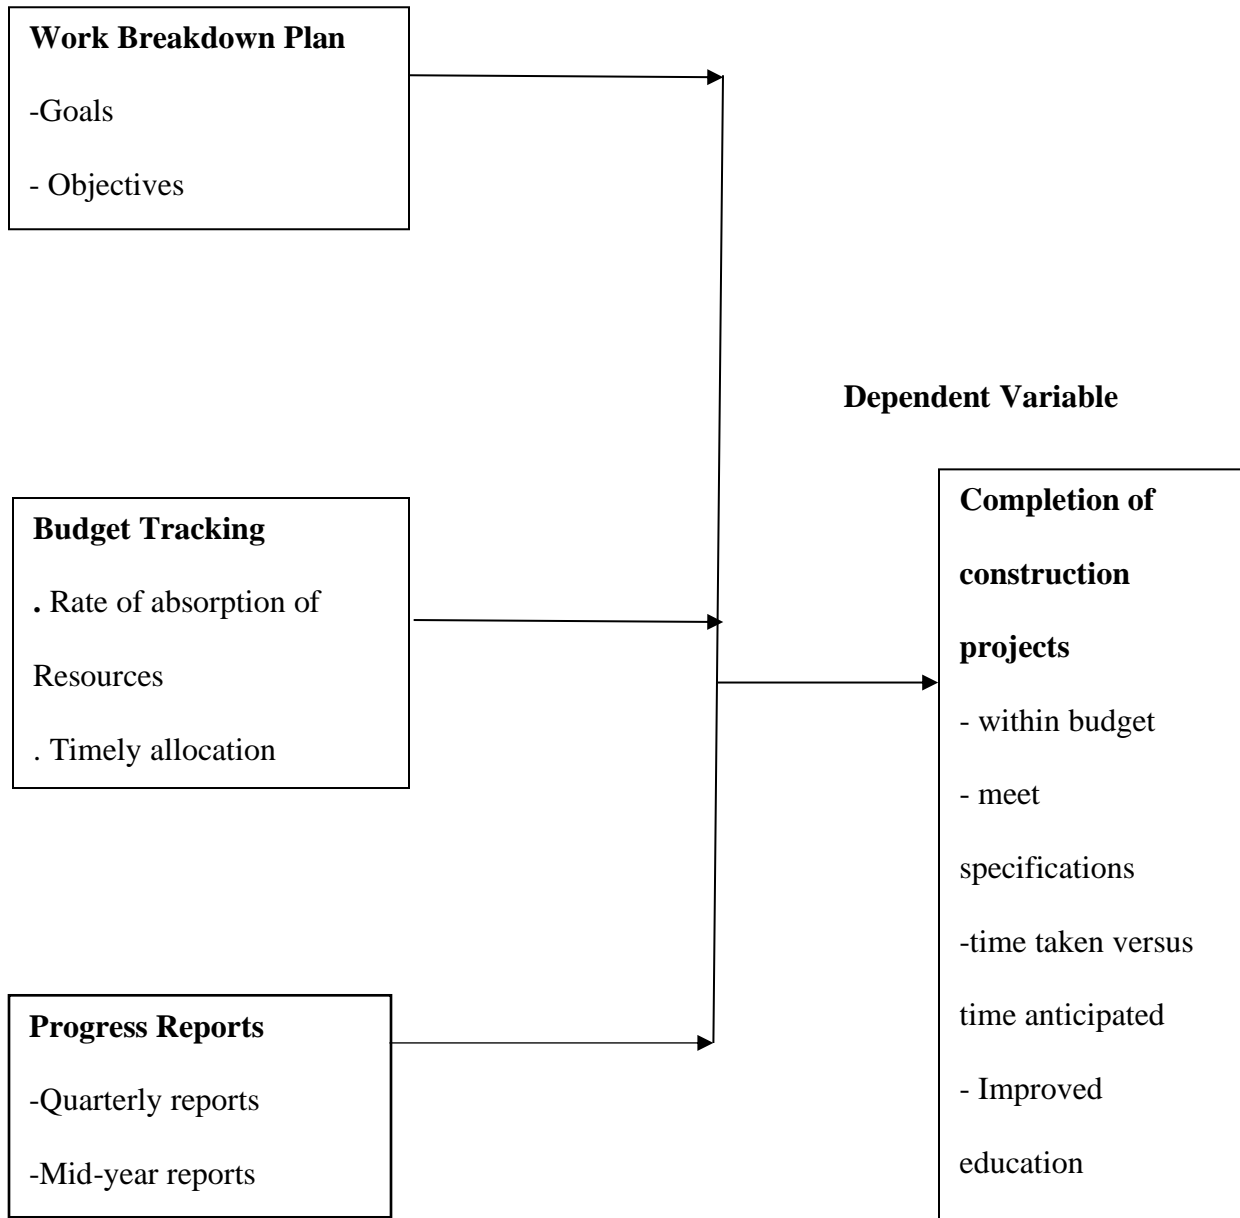 Work Breakdown Plan
-Goals
- Objectives
Budget Tracking
. Rate of absorption of
Resources
. Timely allocation
Progress Reports
-Quarterly reports
-Mid-year reports
Dependent Variable
Completion of
construction
projects
- within budget
- meet
specifications
-time taken versus
time anticipated
- Improved
education